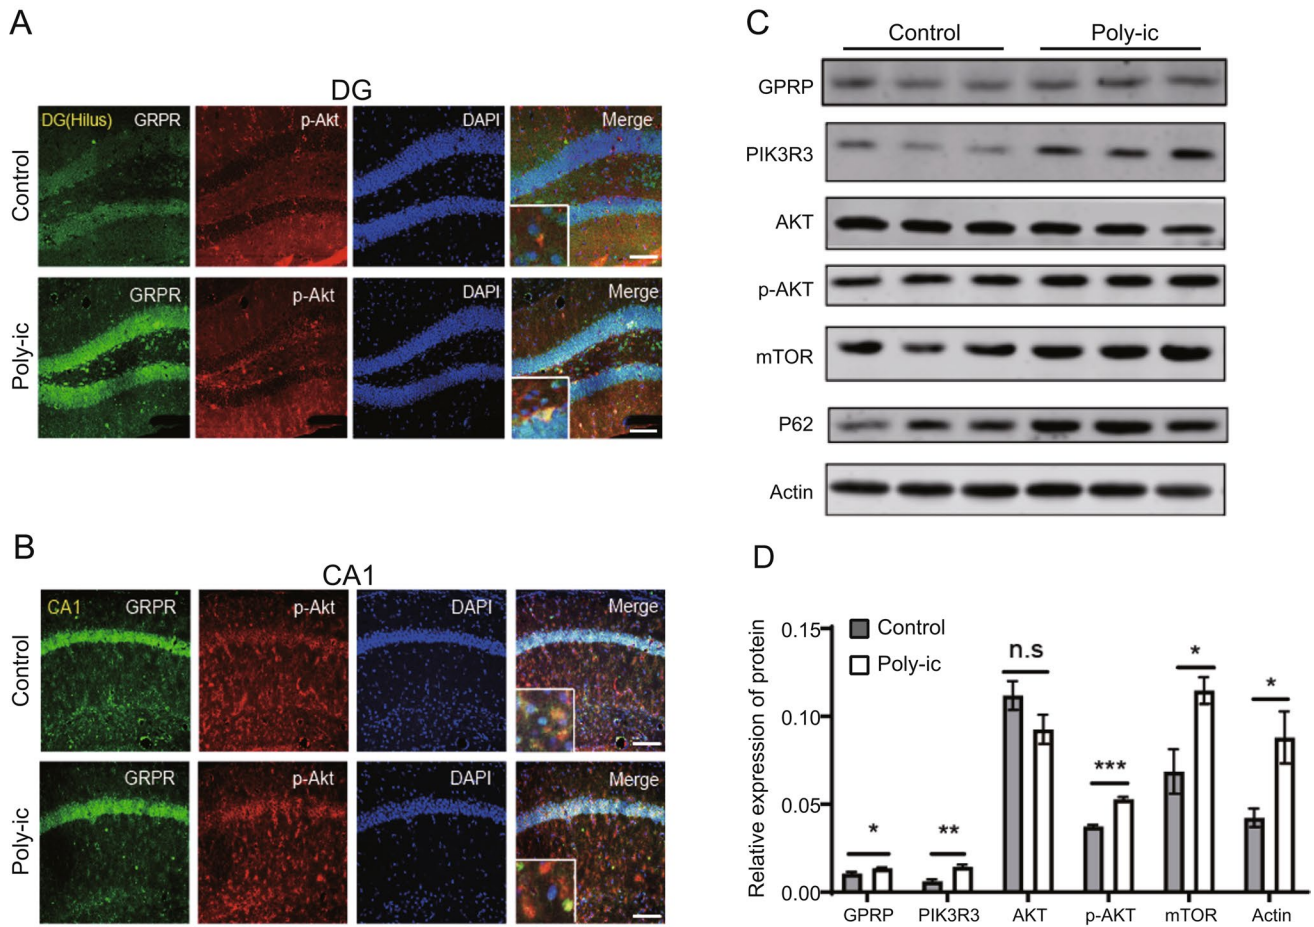 A
DG
DG(Hilus) GRPR p-Akt DAPI Merge
Control
GRPR p-Akt DAPI Merge
Poly-ic
B
CA1
CA1 GRPR p-Akt DAPI Merge
Control
GRPR p-Akt DAPI Merge
Poly-ic
C
Control Poly-ic
GPRP
PIK3R3
AKT
p-AKT
mTOR
P62
Actin
D
Relative expression of protein
0.15
0.10
0.05
0.00
Control
Poly-ic
* ** n.s *** * *
GPRP PIK3R3 AKT p-AKT mTOR Actin